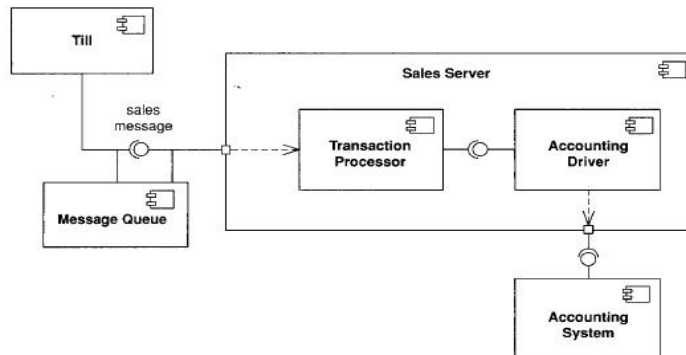 Till
Sales Server
sales
message
Transaction
Processor
Accounting
Driver
Message Queue
Accounting
System